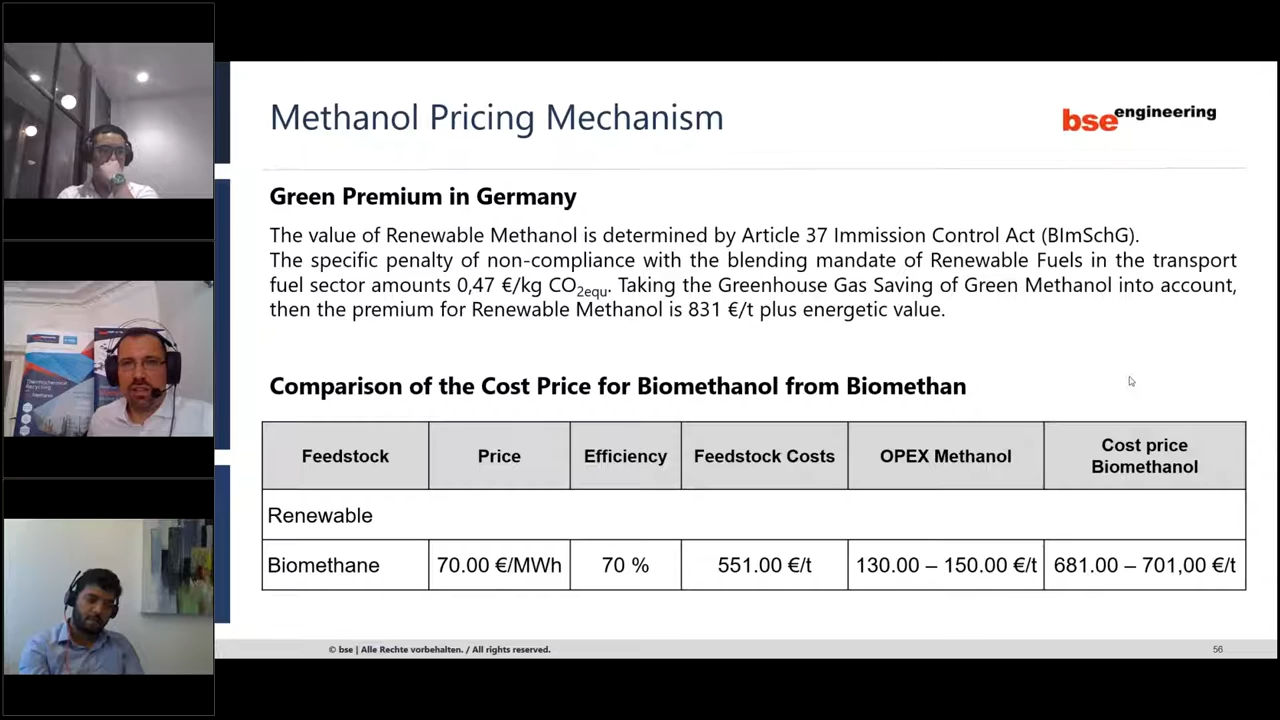 Methanol Pricing Mechanism
bse engineering
Green Premium in Germany
The value of Renewable Methanol is determined by Article 37 Immission Control Act (BImSchG).
The specific penalty of non-compliance with the blending mandate of Renewable Fuels in the transport
fuel sector amounts 0,47 €/kg CO2equ. Taking the Greenhouse Gas Saving of Green Methanol into account,
then the premium for Renewable Methanol is 831 €/t plus energetic value.
Comparison of the Cost Price for Biomethanol from Biomethan
Feedstock Price Efficiency Feedstock Costs OPEX Methanol Cost price
Biomethanol
Renewable
Biomethane 70.00 €/MWh 70 % 551.00 €/t 130.00 – 150.00 €/t 681.00 – 701,00 €/t
© bse | Alle Rechte vorbehalten. / All rights reserved.
56